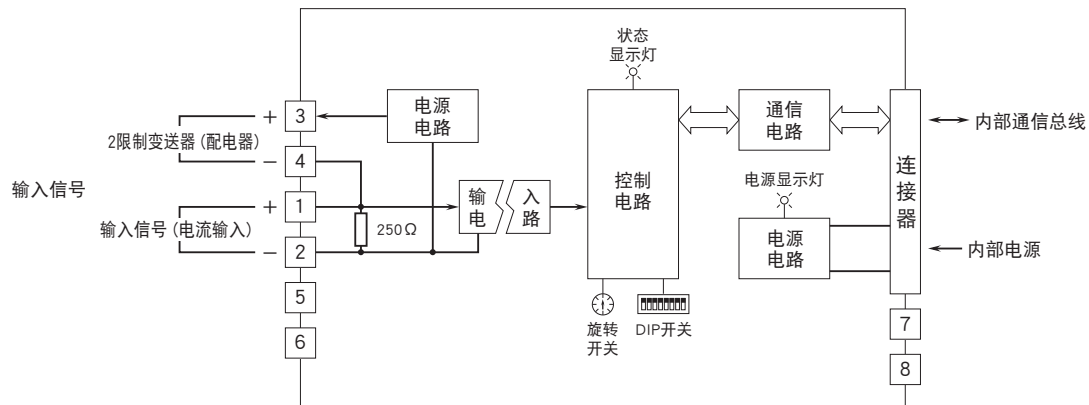 状态
显示灯
电源
电路
通信
电路
+
3
2限制变送器 (配电器)
－
4
内部通信总线
输入信号
控制
电路
电源显示灯
连接器
+
1
输 入
电 路
输入信号 (电流输入)
250Ω
－
2
电源
电路
内部电源
5
6
旋转
开关
DIP开关
7
8